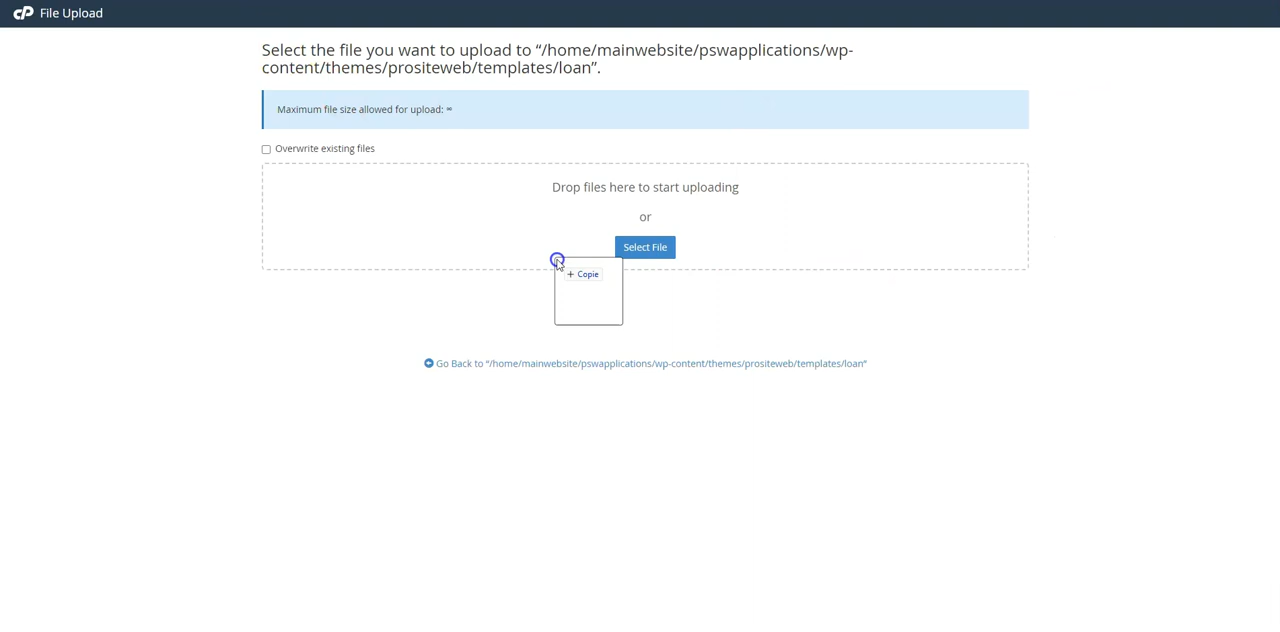 cP File Upload
Select the file you want to upload to “/home/mainwebsite/pswapplications/wp-
content/themes/prositeweb/templates/loan”.
Maximum file size allowed for upload: ∞
Overwrite existing files
Drop files here to start uploading
or
Select File
+ Copie
Go Back to “/home/mainwebsite/pswapplications/wp-content/themes/prositeweb/templates/loan”